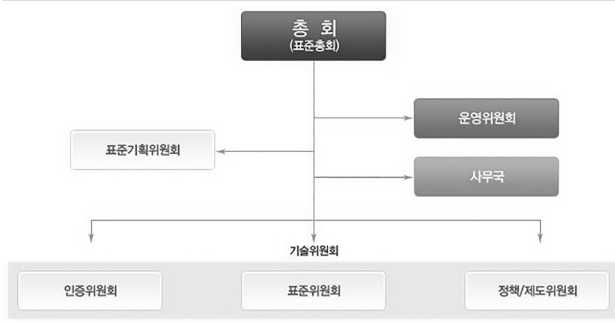 총 회
(표준총회)
운영위원회
표준기획위원회
사무국
기술위원회
인증위원회
표준위원회
정책/제도위원회